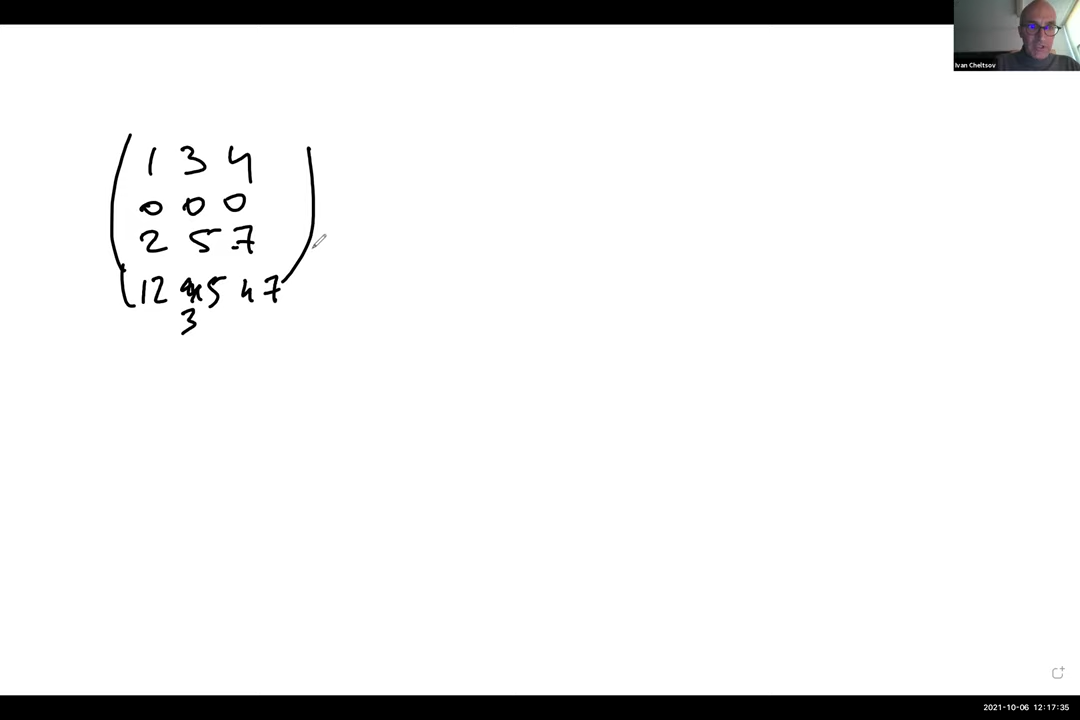 Ivan Cheltsov
1 3 4
0 0 0
2 5 7
12 5 47
3
2021-10-06 12:17:35